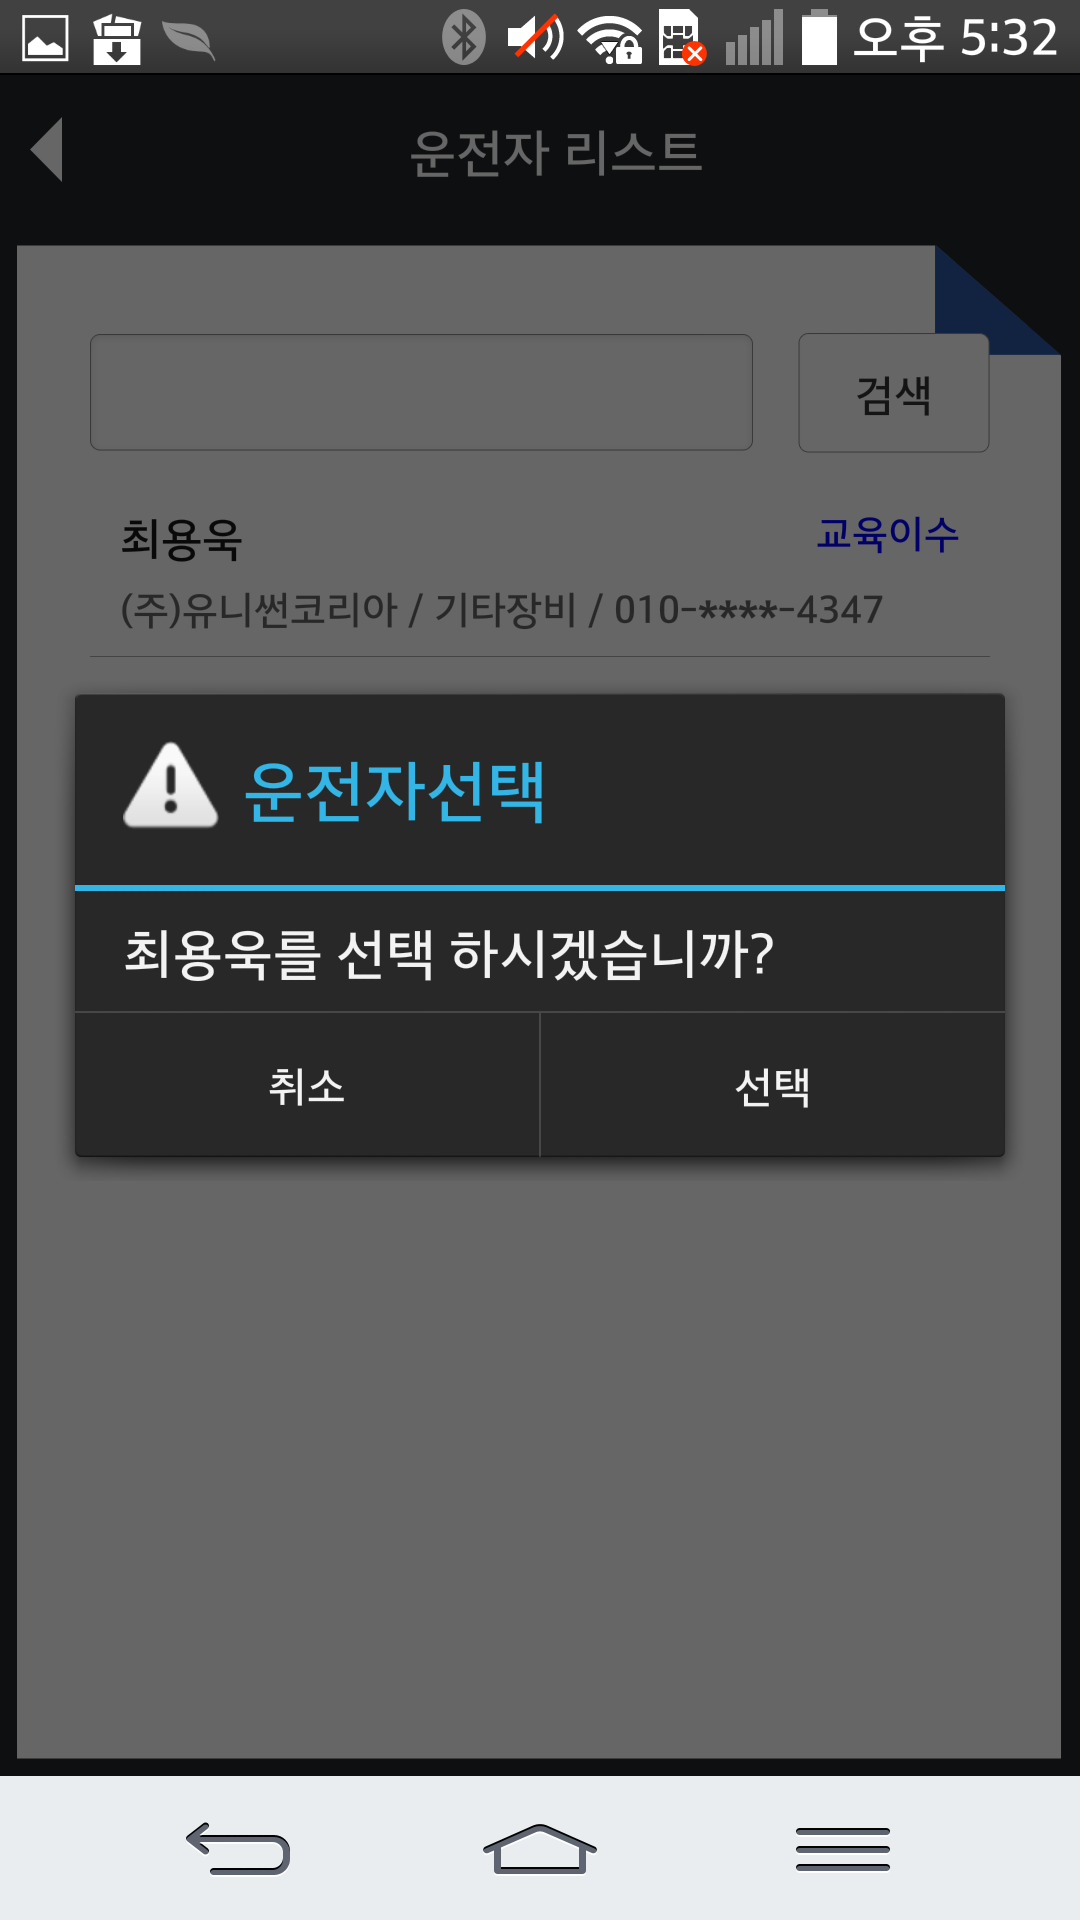 오후 5:32
운전자 리스트
검색
최용욱
교육이수
(주)유니썬코리아 / 기타장비 / 010-****-4347
운전자선택
최용욱를 선택 하시겠습니까?
취소
선택